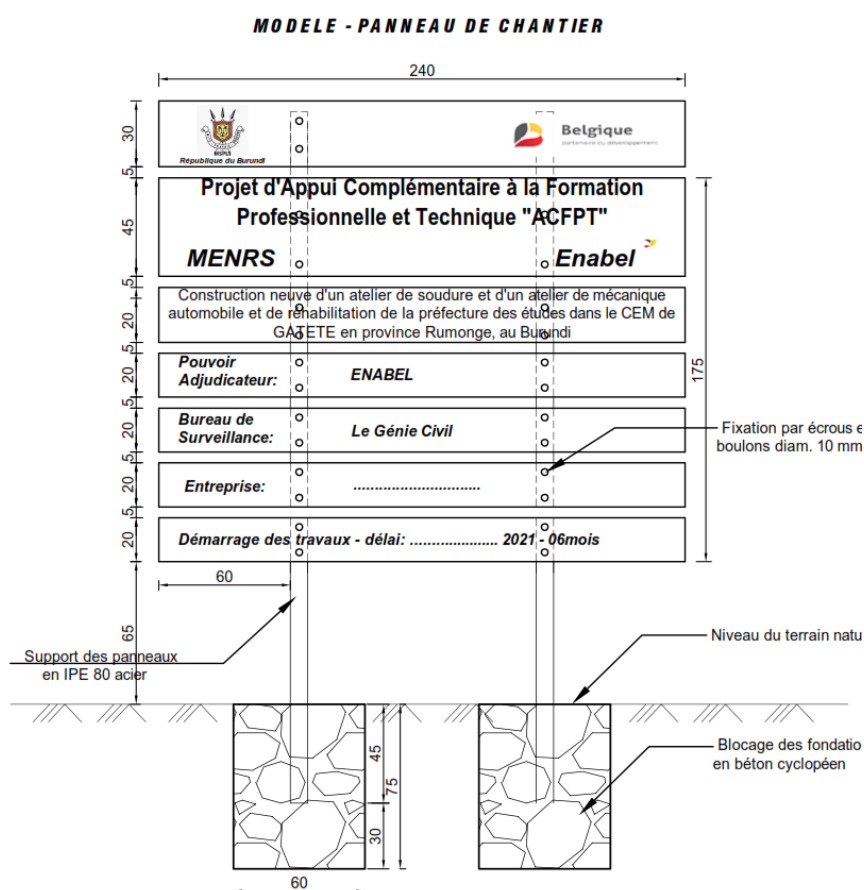 MODELE - PANNEAU DE CHANTIER
240
30
République du Burundi
Belgique
partenaire du développement
5
45
Projet d'Appui Complémentaire à la Formation
Professionnelle et Technique "ACFPT"
MENRS
Enabel
5
20
Construction neuve d'un atelier de soudure et d'un atelier de mécanique
automobile et de réhabilitation de la préfecture des études dans le CEM de
GATETE en province Rumonge, au Burundi
5
20
Pouvoir
Adjudicateur:
ENABEL
175
5
20
Bureau de
Surveillance:
Le Génie Civil
Fixation par écrous e
boulons diam. 10 mm
5
20
Entreprise:
..............................
5
20
Démarrage des travaux - délai: ..................... 2021 - 06mois
60
65
Support des panneaux
en IPE 80 acier
Niveau du terrain natu
45
75
30
Blocage des fondatio
en béton cyclopéen
60